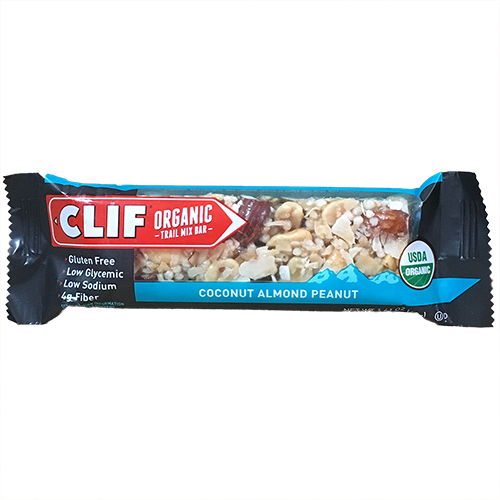 CLIF ORGANIC
TRAIL MIX BAR
Gluten Free
Low Glycemic
Low Sodium
4g Fiber
COCONUT ALMOND PEANUT
USDA
ORGANIC